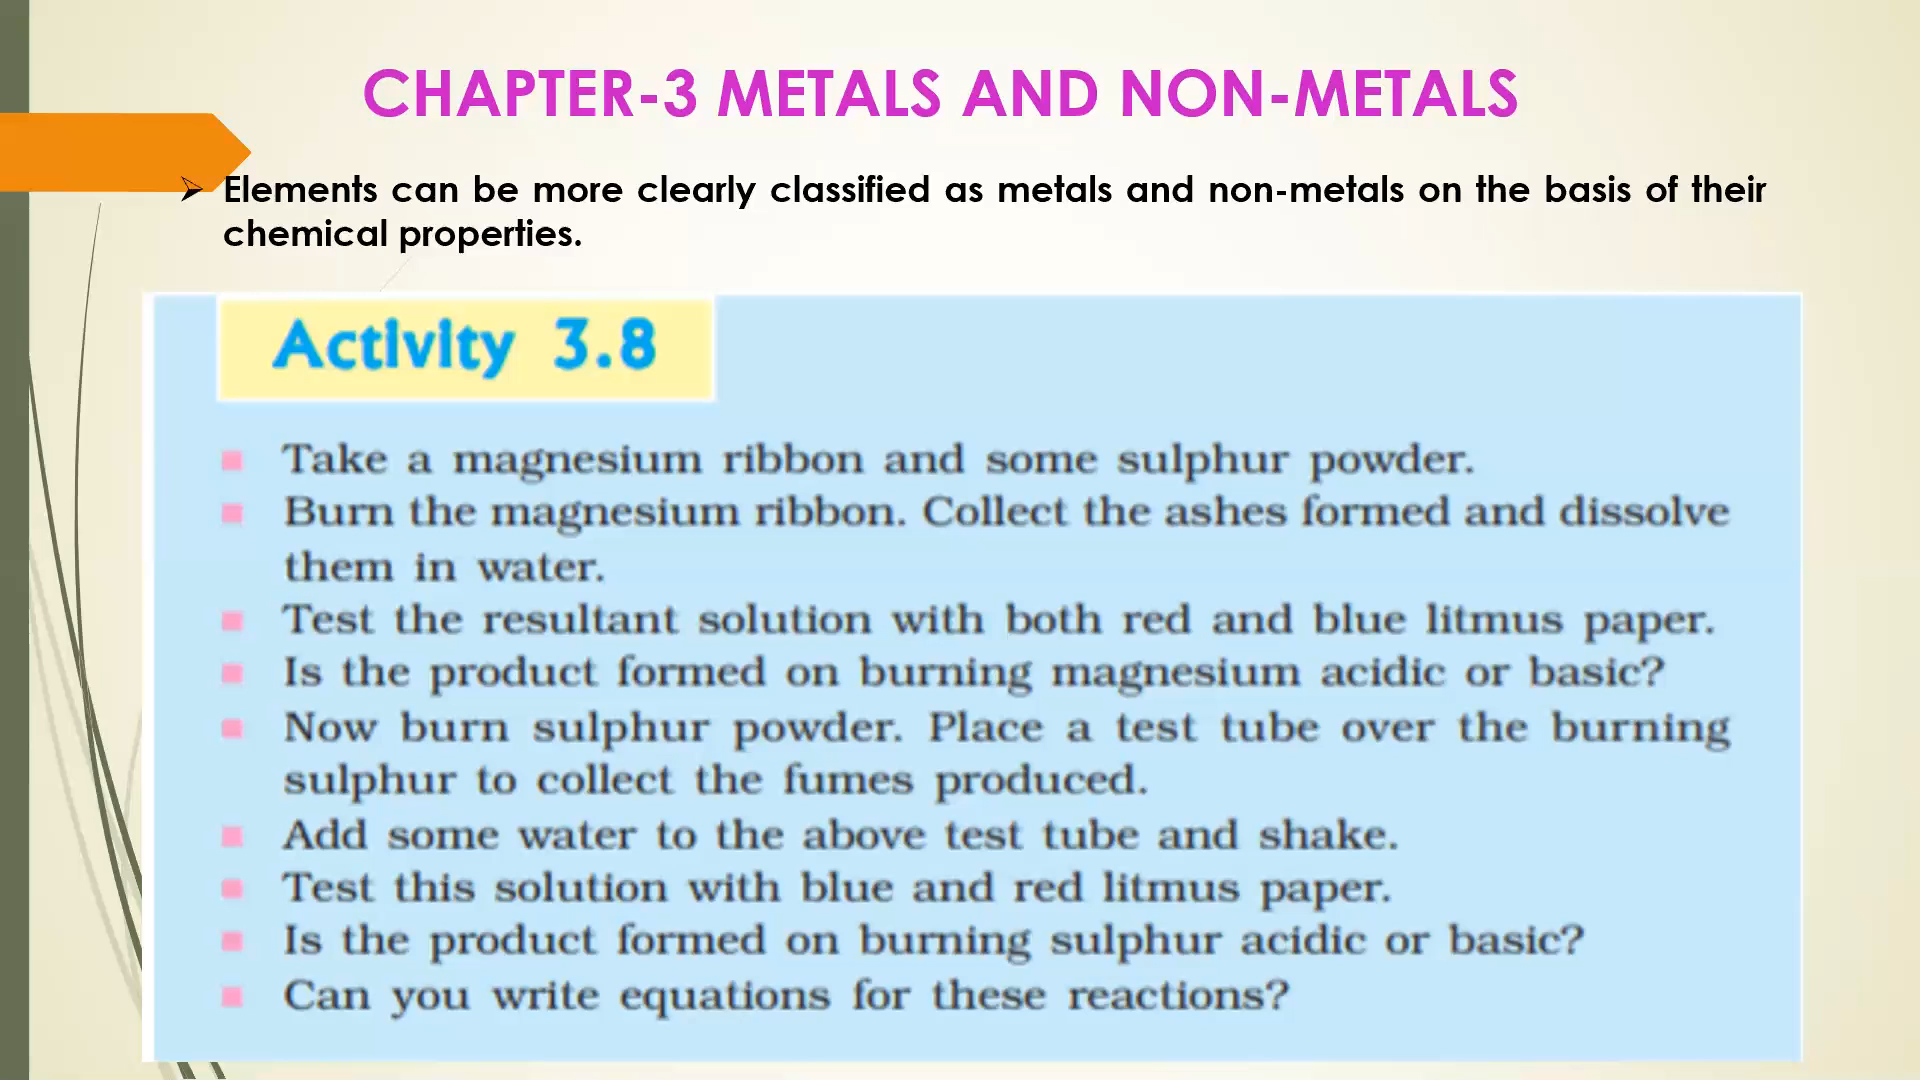 CHAPTER-3 METALS AND NON-METALS
Elements can be more clearly classified as metals and non-metals on the basis of their
chemical properties.
Activity 3.8
Take a magnesium ribbon and some sulphur powder.
Burn the magnesium ribbon. Collect the ashes formed and dissolve
them in water.
Test the resultant solution with both red and blue litmus paper.
Is the product formed on burning magnesium acidic or basic?
Now burn sulphur powder. Place a test tube over the burning
sulphur to collect the fumes produced.
Add some water to the above test tube and shake.
Test this solution with blue and red litmus paper.
Is the product formed on burning sulphur acidic or basic?
Can you write equations for these reactions?